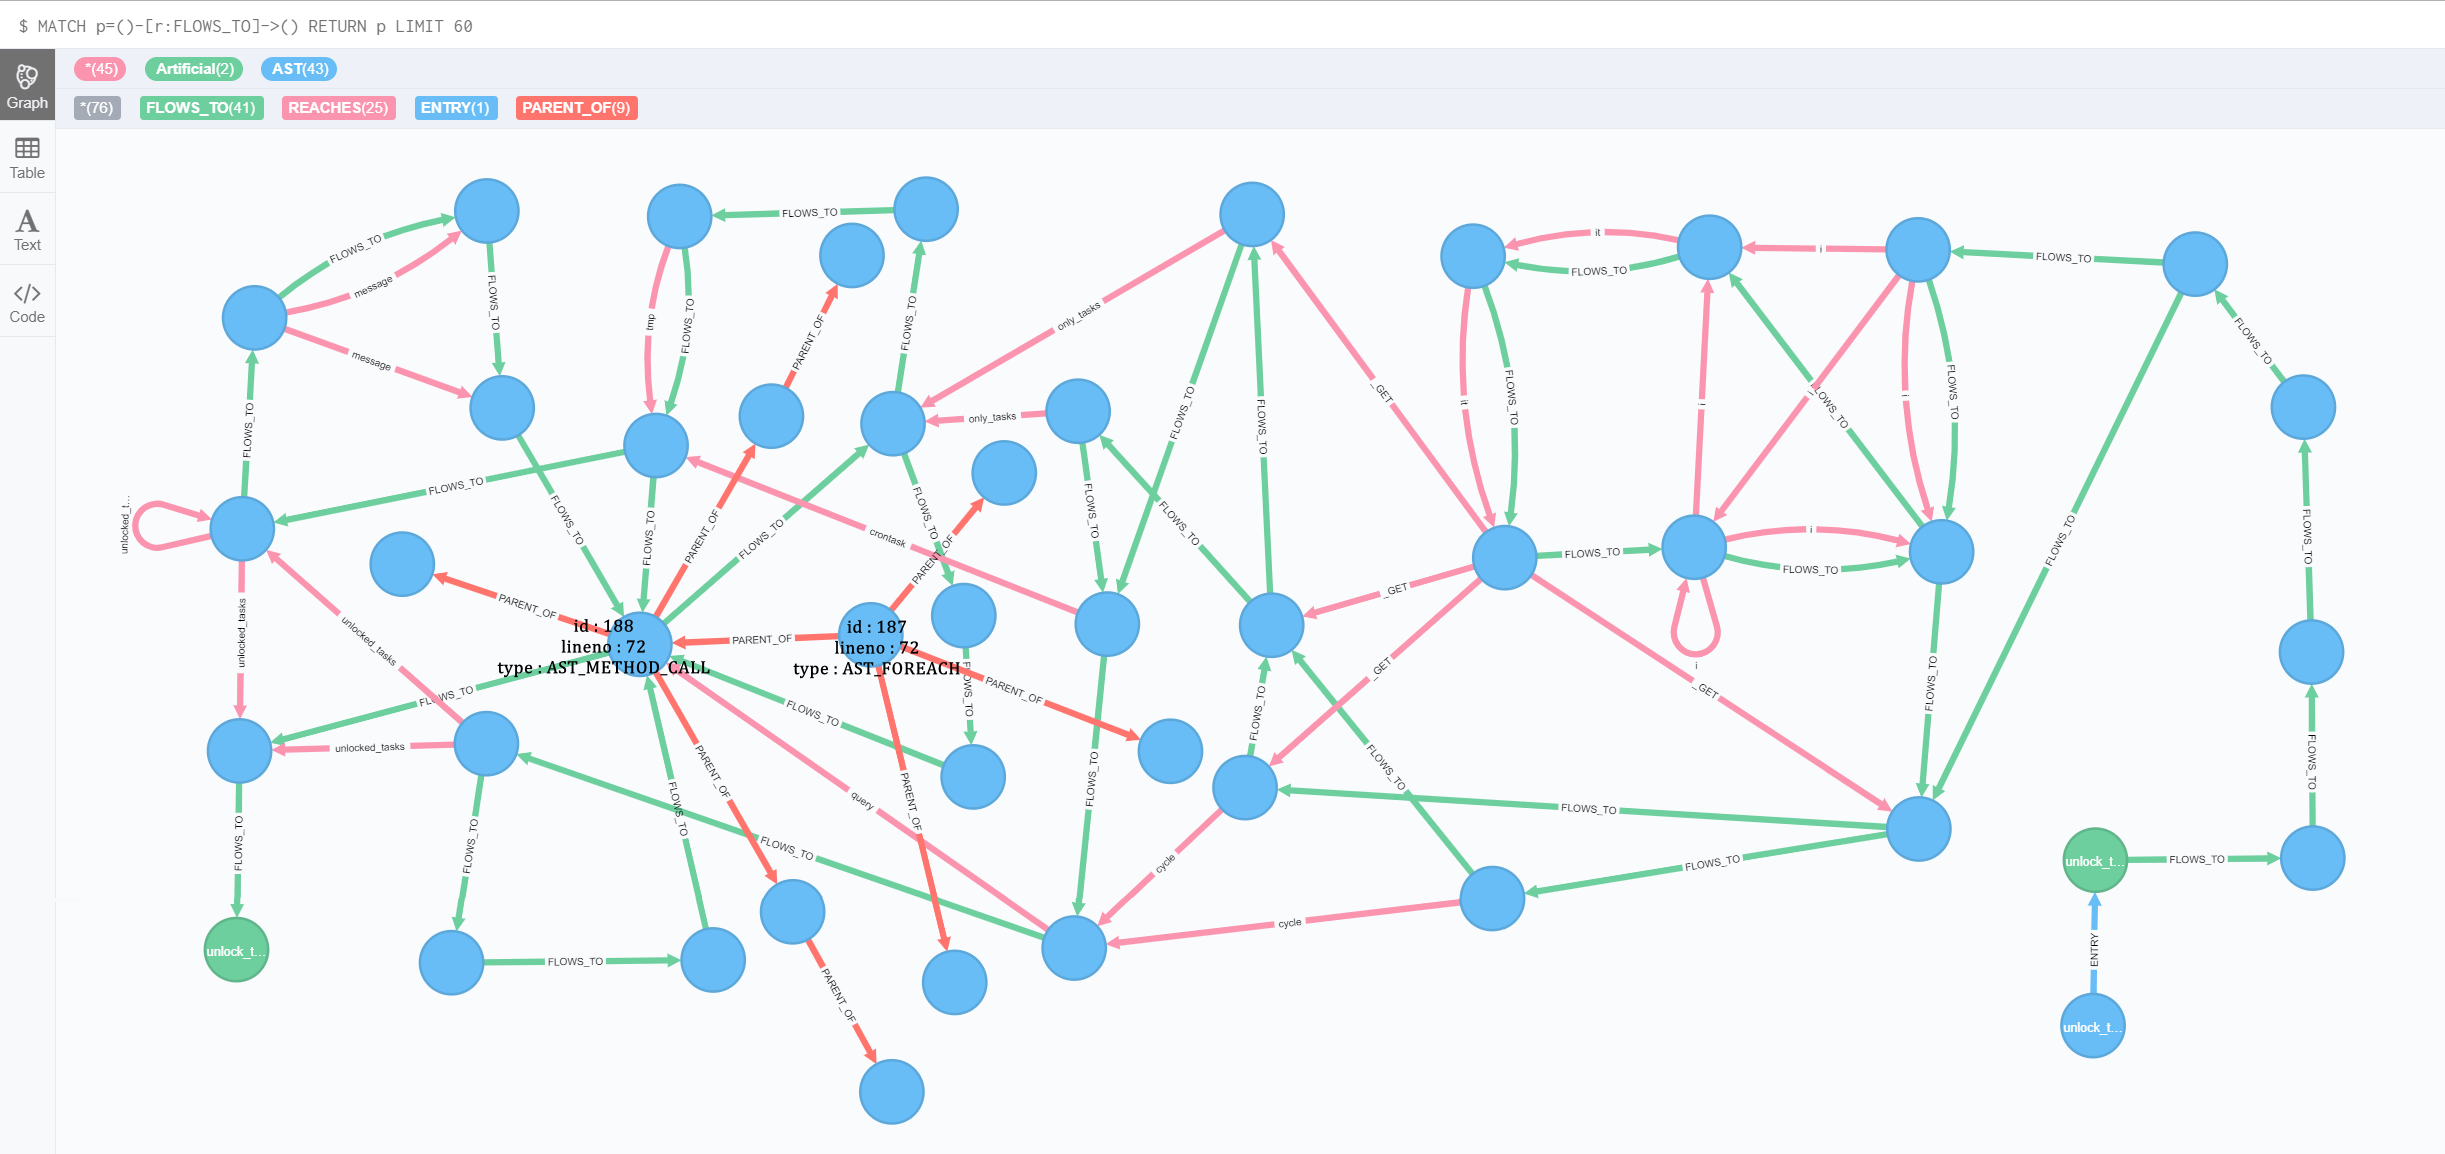 $ MATCH p=()-[r:FLOWS_TO]->() RETURN p LIMIT 60
Graph
Table
Text
Code
*(45) Artificial(2) AST(43)
*(76) FLOWS_TO(41) REACHES(25) ENTRY(1) PARENT_OF(9)
FLOWS_TO
it
i
FLOWS_TO
FLOWS_TO
message
FLOWS_TO
FLOWS_TO
tmp
FLOWS_TO
FLOWS_TO
only_tasks
PARENT_OF
FLOWS_TO
message
_GET
it
FLOWS_TO
i
FLOWS_TO
i
FLOWS_TO
i
FLOWS_TO
FLOWS_TO
only_tasks
FLOWS_TO
FLOWS_TO
FLOWS_TO
FLOWS_TO
FLOWS_TO
FLOWS_TO
FLOWS_TO
FLOWS_TO
unlocked_t...
FLOWS_TO
FLOWS_TO
PARENT_OF
FLOWS_TO
crontask
PARENT_OF
FLOWS_TO
i
FLOWS_TO
FLOWS_TO
_GET
PARENT_OF
unlocked_tasks
unlocked_tasks
id : 188
lineno : 72
type : AST_METHOD_CALL
PARENT_OF
id : 187
lineno : 72
type : AST_FOREACH
FLOWS_TO
PARENT_OF
_GET
i
_GET
FLOWS_TO
FLOWS_TO
FLOWS_TO
FLOWS_TO
unlocked_tasks
PARENT_OF
FLOWS_TO
FLOWS_TO
FLOWS_TO
FLOWS_TO
query
PARENT_OF
FLOWS_TO
FLOWS_TO
FLOWS_TO
FLOWS_TO
FLOWS_TO
cycle
FLOWS_TO
unlock_t...
FLOWS_TO
cycle
unlock_t...
FLOWS_TO
PARENT_OF
ENTRY
unlock_t...